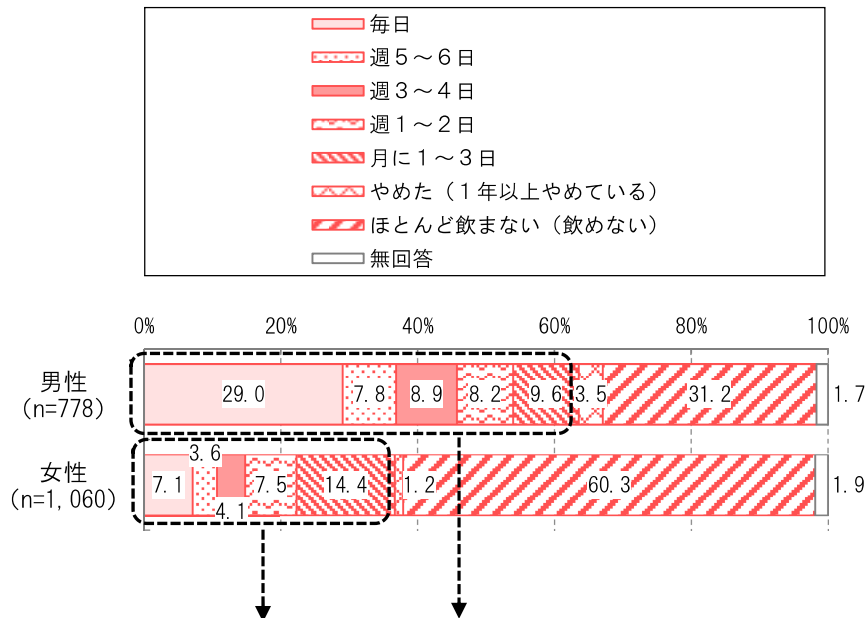 毎日
週５～６日
週３～４日
週１～２日
月に１～３日
やめた（１年以上やめている）
ほとんど飲まない（飲めない）
無回答
0% 20% 40% 60% 80% 100%
男性
(n=778)
29.0 7.8 8.9 8.2 9.6 3.5 31.2 1.7
女性
(n=1,060)
7.1 3.6 4.1 7.5 14.4 1.2 60.3 1.9